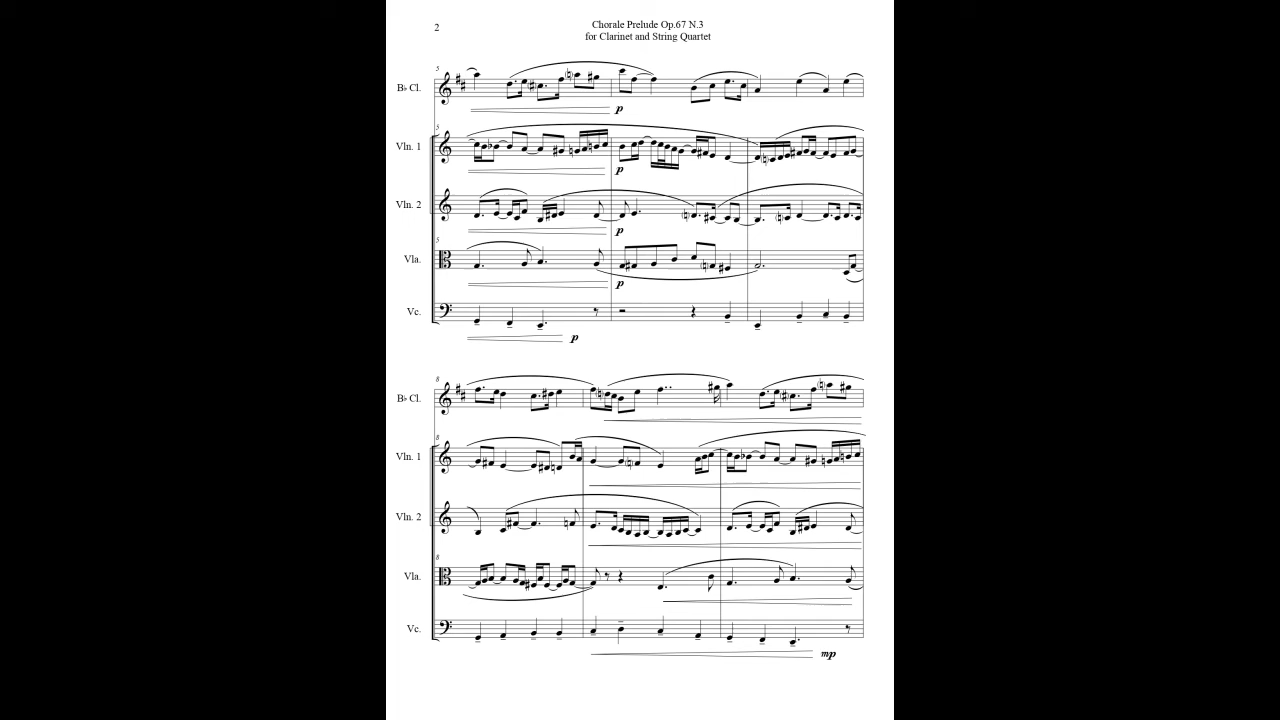 2
Chorale Prelude Op.67 N.3
for Clarinet and String Quartet
5
B♭ Cl.
p
5
Vln. 1
p
Vln. 2
p
5
Vla.
p
Vc.
p
8
B♭ Cl.
8
Vln. 1
Vln. 2
8
Vla.
Vc.
mp